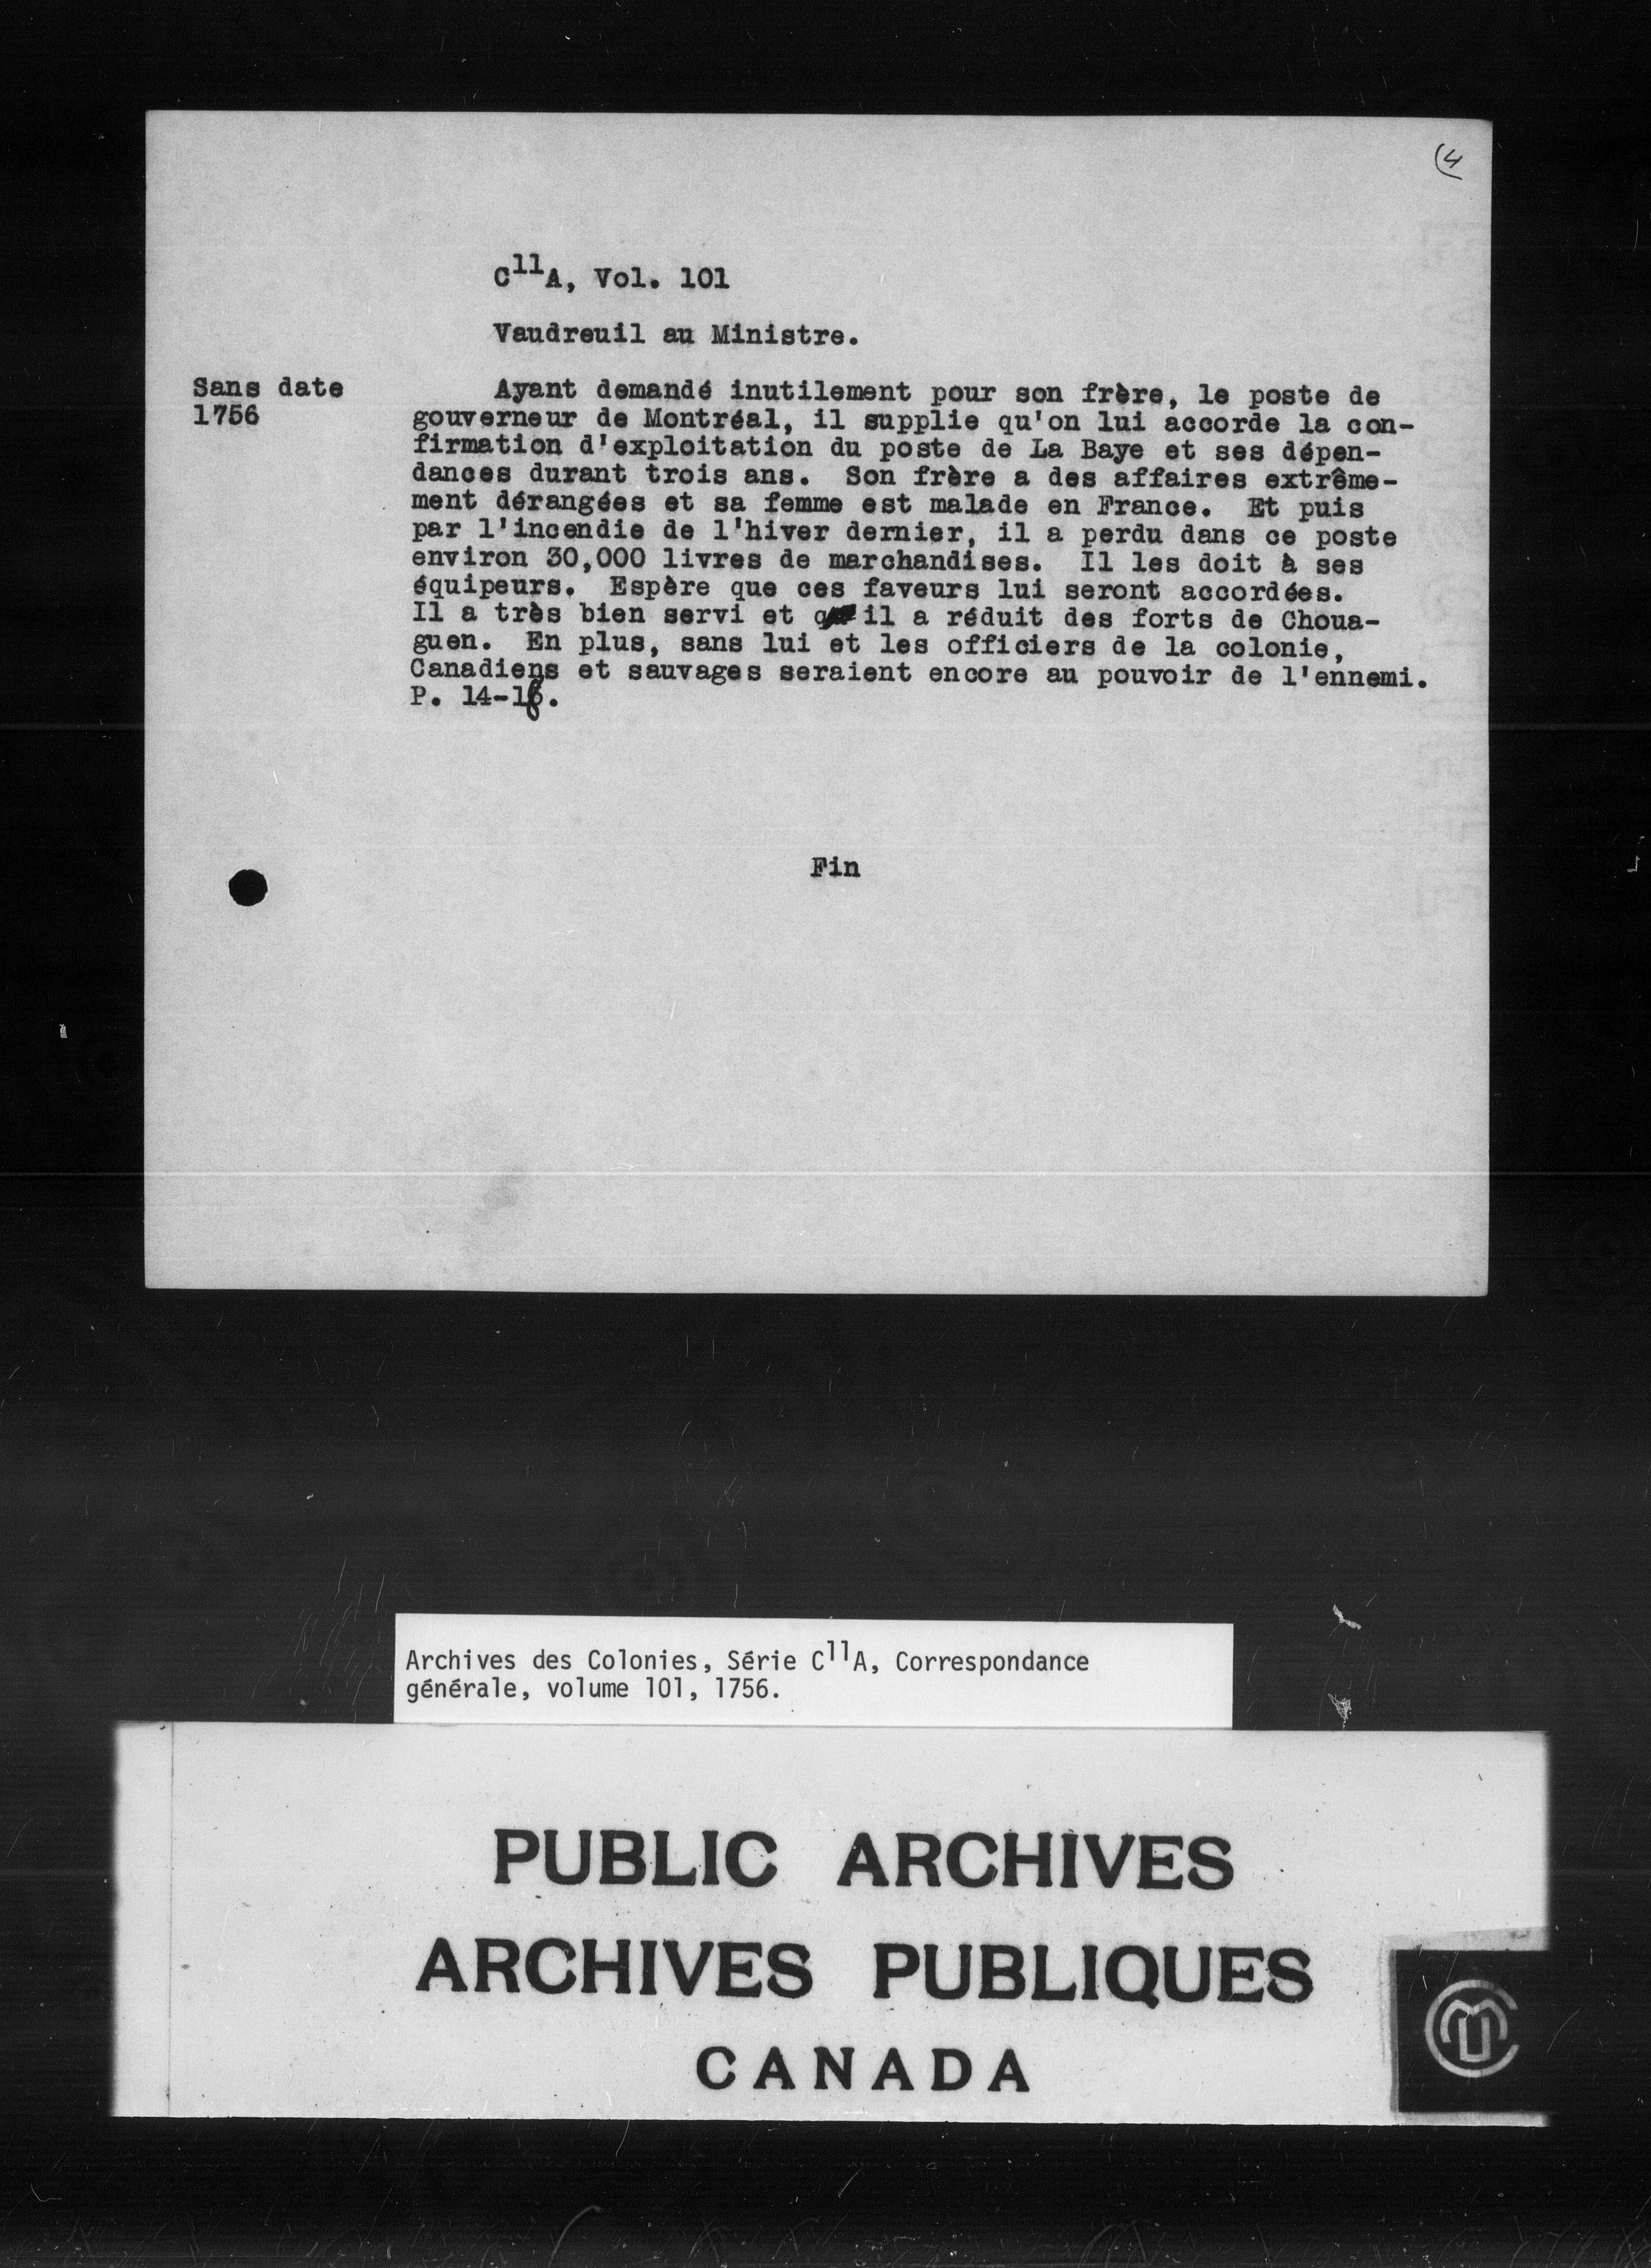 (4
C11A, Vol. 101
Vaudreuil au Ministre.
Sans date
1756
Ayant demandé inutilement pour son frère, le poste de
gouverneur de Montréal, il supplie qu'on lui accorde la con-
firmation d'exploitation du poste de La Baye et ses dépen-
dances durant trois ans. Son frère a des affaires extrême-
ment dérangées et sa femme est malade en France. Et puis
par l'incendie de l'hiver dernier, il a perdu dans ce poste
environ 30,000 livres de marchandises. Il les doit à ses
équipeurs. Espère que ces faveurs lui seront accordées.
Il a très bien servi et il a réduit des forts de Choua-
guen. En plus, sans lui et les officiers de la colonie,
Canadiens et sauvages seraient encore au pouvoir de l'ennemi.
P. 14-
Fin
Archives des Colonies, Série C11A, Correspondance
générale, volume 101, 1756.
PUBLIC ARCHIVES
ARCHIVES PUBLIQUES
CANADA